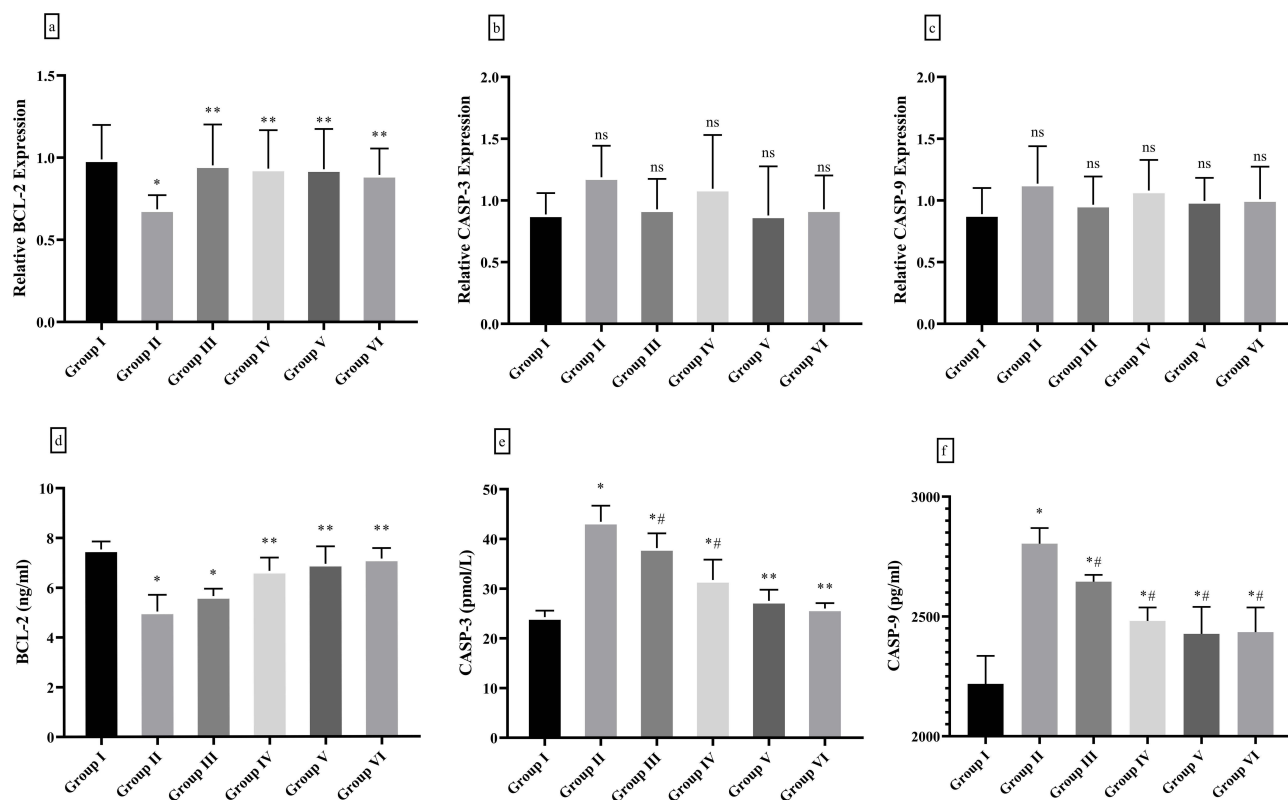 a
Relative BCL-2 Expression
1.5
1.0
0.5
0.0
*
**
**
**
**
Group I
Group II
Group III
Group IV
Group V
Group VI
b
Relative CASP-3 Expression
2.0
1.5
1.0
0.5
0.0
ns
ns
ns
ns
ns
Group I
Group II
Group III
Group IV
Group V
Group VI
c
Relative CASP-9 Expression
2.0
1.5
1.0
0.5
0.0
ns
ns
ns
ns
ns
Group I
Group II
Group III
Group IV
Group V
Group VI
d
BCL-2 (ng/ml)
10
8
6
4
2
0
*
*
**
**
**
Group I
Group II
Group III
Group IV
Group V
Group VI
e
CASP-3 (pmol/L)
50
40
30
20
10
0
*
*#
*#
**
**
Group I
Group II
Group III
Group IV
Group V
Group VI
f
CASP-9 (pg/ml)
3000
2500
2000
*
*#
*#
*#
*#
Group I
Group II
Group III
Group IV
Group V
Group VI